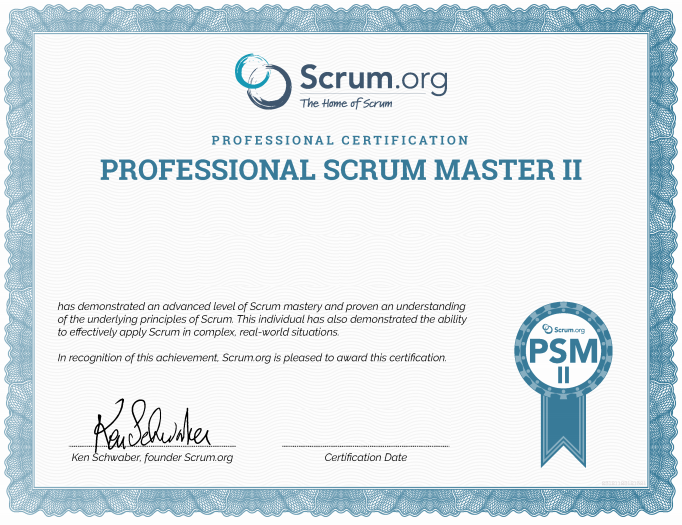 Scrum.org
The Home of Scrum
PROFESSIONAL CERTIFICATION
PROFESSIONAL SCRUM MASTER II
has demonstrated an advanced level of Scrum mastery and proven an understanding
of the underlying principles of Scrum. This individual has also demonstrated the ability
to effectively apply Scrum in complex, real-world situations.
In recognition of this achievement, Scrum.org is pleased to award this certification.
Scrum.org
PSM
II
Ken Schwaber
Ken Schwaber, founder Scrum.org
Certification Date